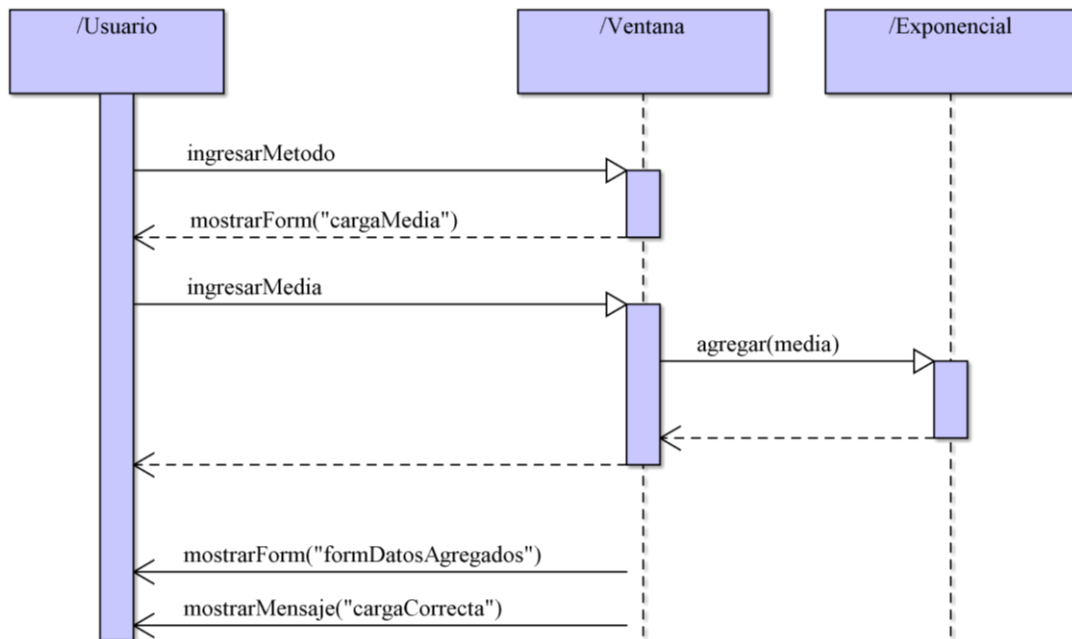 /Usuario
/Ventana
/Exponencial
ingresarMetodo
mostrarForm("cargaMedia")
ingresarMedia
agregar(media)
mostrarForm("formDatosAgregados")
mostrarMensaje("cargaCorrecta")